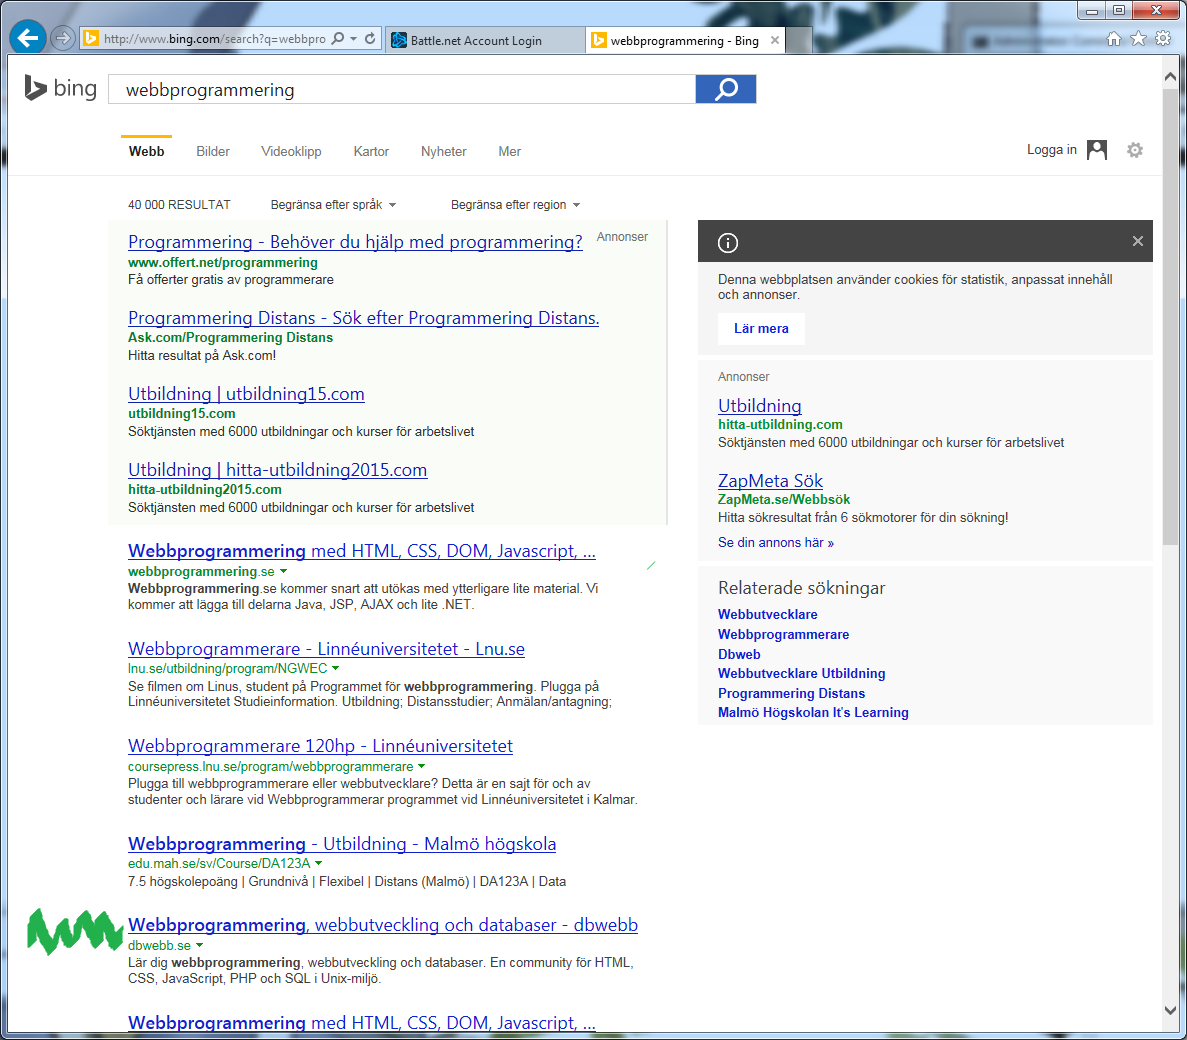 http://www.bing.com/search?q=webbpro
Battle.net Account Login
webbprogrammering - Bing
bing
webbprogrammering
Webb
Bilder
Videoklipp
Kartor
Nyheter
Mer
Logga in
40 000 RESULTAT
Begränsa efter språk
Begränsa efter region
Programmering - Behöver du hjälp med programmering?
Annonser
www.offert.net/programmering
Få offerter gratis av programmerare
Programmering Distans - Sök efter Programmering Distans.
Ask.com/Programmering Distans
Hitta resultat på Ask.com!
Utbildning | utbildning15.com
utbildning15.com
Söktjänsten med 6000 utbildningar och kurser för arbetslivet
Utbildning | hitta-utbildning2015.com
hitta-utbildning2015.com
Söktjänsten med 6000 utbildningar och kurser för arbetslivet
Webbprogrammering med HTML, CSS, DOM, Javascript, ...
webbprogrammering.se
Webbprogrammering.se kommer snart att utökas med ytterligare lite material. Vi
kommer att lägga till delarna Java, JSP, AJAX och lite .NET.
Webbprogrammerare - Linnéuniversitetet - Lnu.se
lnu.se/utbildning/program/NGWEC
Se filmen om Linus, student på Programmet för webbprogrammering. Plugga på
Linnéuniversitetet Studieinformation. Utbildning; Distansstudier; Anmälan/antagning;
Webbprogrammerare 120hp - Linnéuniversitetet
coursepress.lnu.se/program/webbprogrammerare
Plugga till webbprogrammerare eller webbutvecklare? Detta är en sajt för och av
studenter och lärare vid Webbprogrammerar programmet vid Linnéuniversitetet i Kalmar.
Webbprogrammering - Utbildning - Malmö högskola
edu.mah.se/sv/Course/DA123A
7.5 högskolepoäng | Grundnivå | Flexibel | Distans (Malmö) | DA123A | Data
Webbprogrammering, webbutveckling och databaser - dbwebb
dbwebb.se
Lär dig webbprogrammering, webbutveckling och databaser. En community för HTML,
CSS, JavaScript, PHP och SQL i Unix-miljö.
Webbprogrammering med HTML, CSS, DOM, Javascript, ...
Denna webbplatsen använder cookies för statistik, anpassat innehåll
och annonser.
Lär mera
Annonser
Utbildning
hitta-utbildning.com
Söktjänsten med 6000 utbildningar och kurser för arbetslivet
ZapMeta Sök
ZapMeta.se/Webbsök
Hitta sökresultat från 6 sökmotorer för din sökning!
Se din annons här »
Relaterade sökningar
Webbutvecklare
Webbprogrammerare
Dbweb
Webbutvecklare Utbildning
Programmering Distans
Malmö Högskolan It's Learning